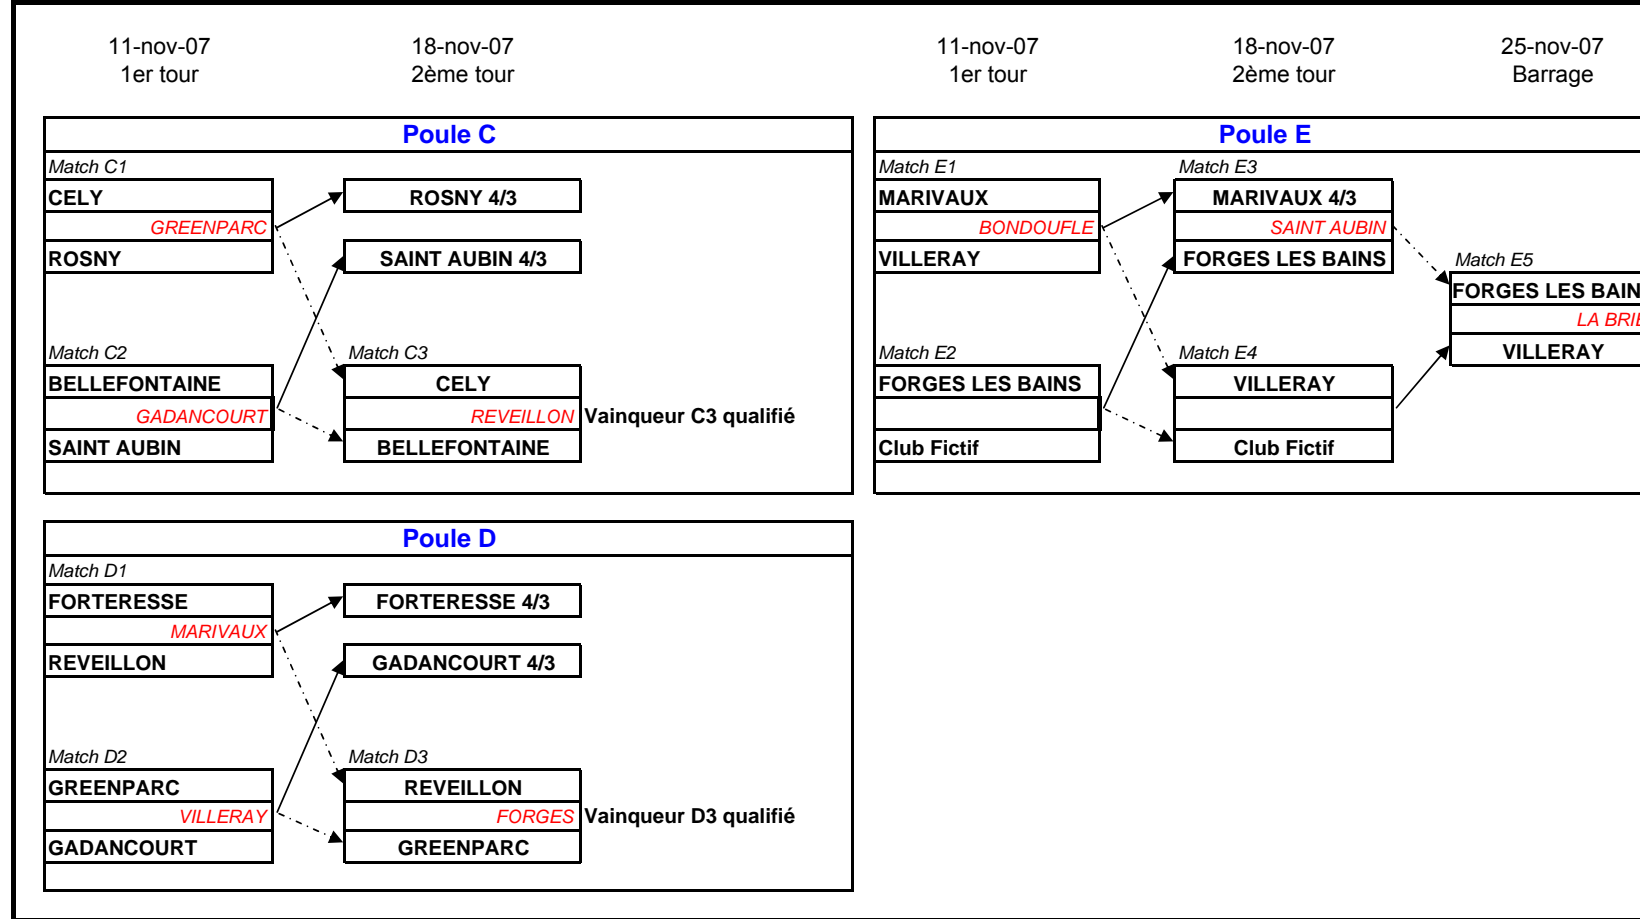 11-nov-07
1er tour
18-nov-07
2ème tour
Poule C
Match C1
CELY
GREENPARC
ROSNY
ROSNY 4/3
SAINT AUBIN 4/3
Match C2
BELLEFONTAINE
GADANCOURT
SAINT AUBIN
Match C3
CELY
REVEILLON
Vainqueur C3 qualifié
BELLEFONTAINE
Poule D
Match D1
FORTERESSE
MARIVAUX
REVEILLON
FORTERESSE 4/3
GADANCOURT 4/3
Match D2
GREENPARC
VILLERAY
GADANCOURT
Match D3
REVEILLON
FORGES
Vainqueur D3 qualifié
GREENPARC
11-nov-07
1er tour
18-nov-07
2ème tour
25-nov-07
Barrage
Poule E
Match E1
MARIVAUX
BONDOUFLE
VILLERAY
Match E3
MARIVAUX 4/3
SAINT AUBIN
FORGES LES BAINS
Match E2
FORGES LES BAINS
Club Fictif
Match E4
VILLERAY
Club Fictif
Match E5
FORGES LES BAIN
LA BRIE
VILLERAY